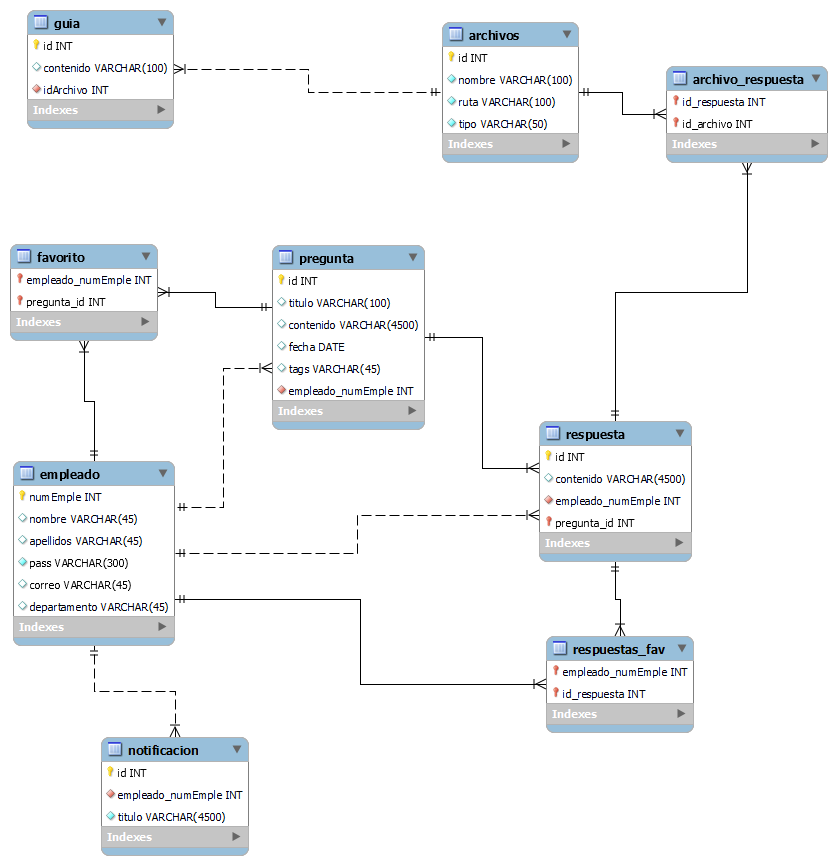 guia
id INT
contenido VARCHAR(100)
idArchivo INT
Indexes
archivos
id INT
nombre VARCHAR(100)
ruta VARCHAR(100)
tipo VARCHAR(50)
Indexes
archivo_respuesta
id_respuesta INT
id_archivo INT
Indexes
favorito
empleado_numEmple INT
pregunta_id INT
Indexes
pregunta
id INT
titulo VARCHAR(100)
contenido VARCHAR(4500)
fecha DATE
tags VARCHAR(45)
empleado_numEmple INT
Indexes
respuesta
id INT
contenido VARCHAR(4500)
empleado_numEmple INT
pregunta_id INT
Indexes
empleado
numEmple INT
nombre VARCHAR(45)
apellidos VARCHAR(45)
pass VARCHAR(300)
correo VARCHAR(45)
departamento VARCHAR(45)
Indexes
respuestas_fav
empleado_numEmple INT
id_respuesta INT
Indexes
notificacion
id INT
empleado_numEmple INT
titulo VARCHAR(4500)
Indexes